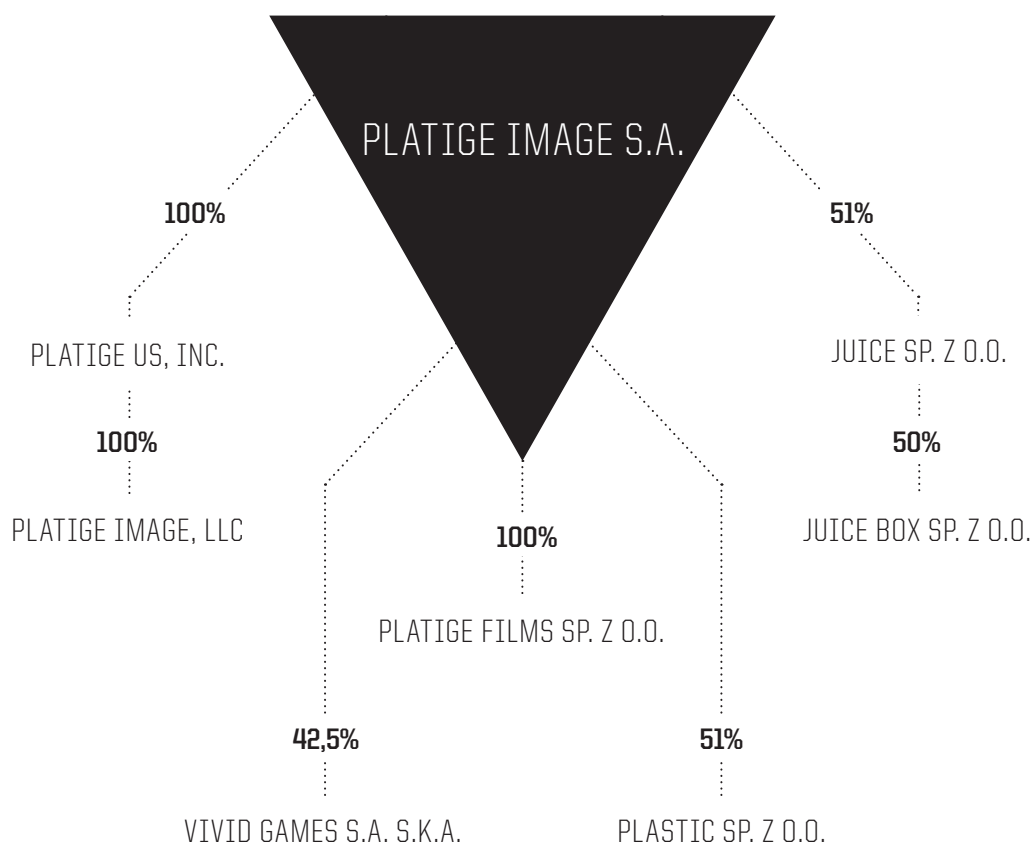 PLATIGE IMAGE S.A.
100%
51%
PLATIGE US, INC.
JUICE SP. Z O.O.
100%
50%
PLATIGE IMAGE, LLC
JUICE BOX SP. Z O.O.
100%
PLATIGE FILMS SP. Z O.O.
42,5%
51%
VIVID GAMES S.A. S.K.A.
PLASTIC SP. Z O.O.